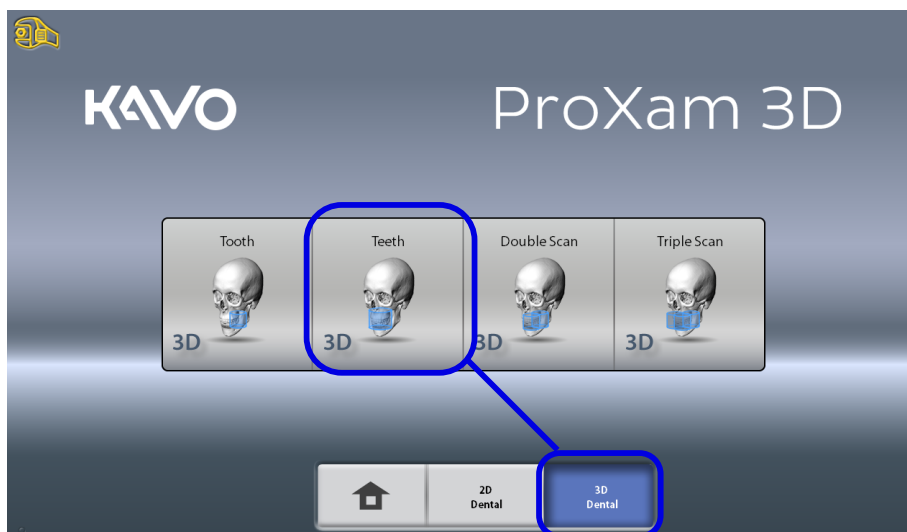 KAVO
ProXam 3D
Tooth
Teeth
Double Scan
Triple Scan
3D
3D
3D
3D
2D
Dental
3D
Dental